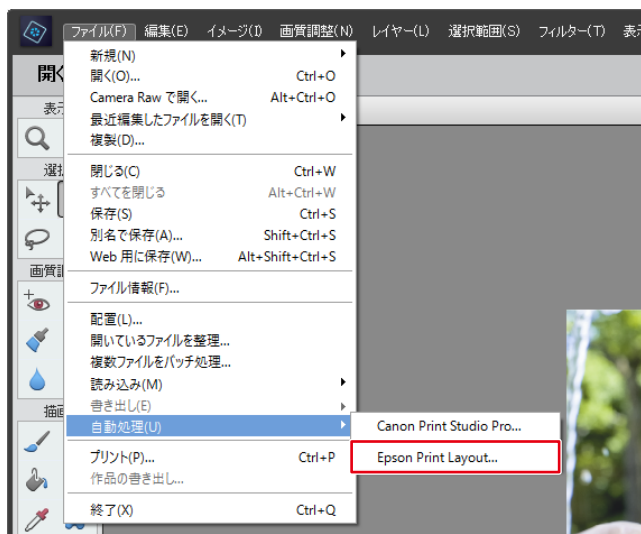 ファイル(F) 編集(E) イメージ(I) 画質調整(N) レイヤー(L) 選択範囲(S) フィルター(T) 表示
開く
新規(N)
開く(O)... Ctrl+O
Camera Raw で開く... Alt+Ctrl+O
最近編集したファイルを開く(T)
複製(D)...
閉じる(C) Ctrl+W
すべてを閉じる Alt+Ctrl+W
保存(S) Ctrl+S
別名で保存(A)... Shift+Ctrl+S
Web 用に保存(W)... Alt+Shift+Ctrl+S
ファイル情報(F)...
配置(L)...
開いているファイルを整理...
複数ファイルをバッチ処理...
読み込み(M)
書き出し(E)
自動処理(U)
Canon Print Studio Pro...
Epson Print Layout...
プリント(P)... Ctrl+P
作品の書き出し...
終了(X) Ctrl+Q
表
選
画質
描